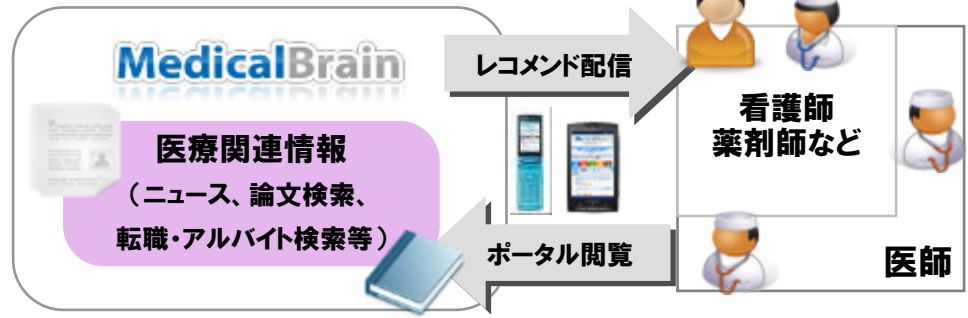 MedicalBrain
レコメンド配信
看護師
薬剤師など
医療関連情報
（ニュース、論文検索、
転職・アルバイト検索等）
ポータル閲覧
医師